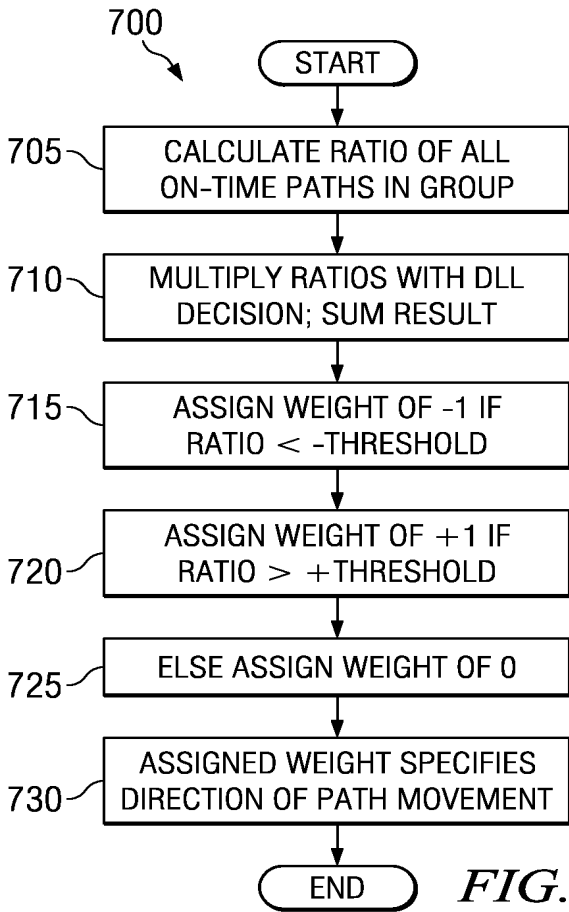 700
START
705
CALCULATE RATIO OF ALL
ON-TIME PATHS IN GROUP
710
MULTIPLY RATIOS WITH DLL
DECISION; SUM RESULT
715
ASSIGN WEIGHT OF -1 IF
RATIO < -THRESHOLD
720
ASSIGN WEIGHT OF +1 IF
RATIO > +THRESHOLD
725
ELSE ASSIGN WEIGHT OF 0
730
ASSIGNED WEIGHT SPECIFIES
DIRECTION OF PATH MOVEMENT
END
FIG.